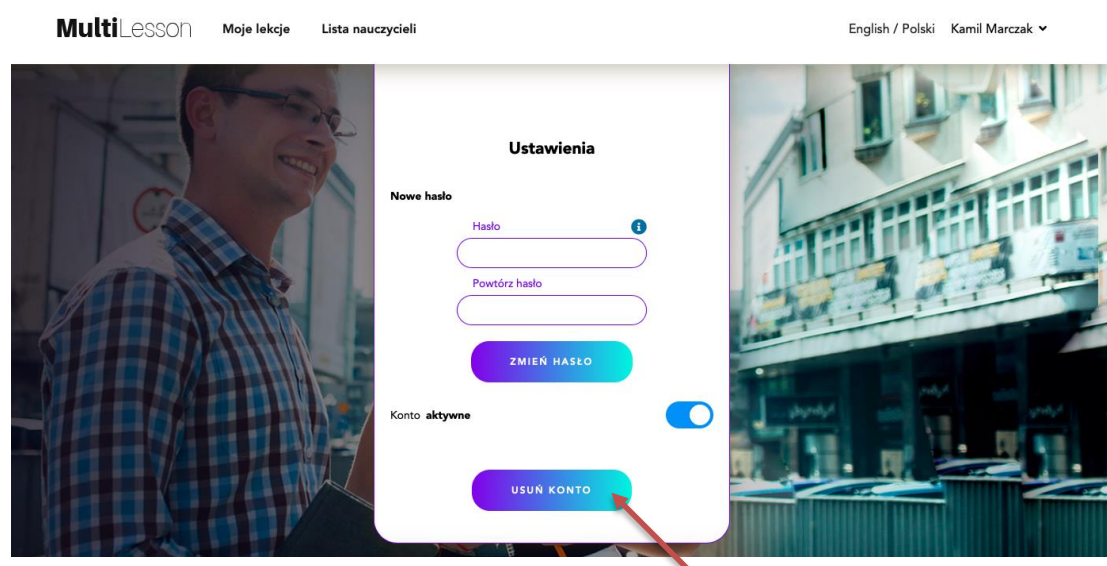 MultiLesson Moje lekcje Lista nauczycieli English / Polski Kamil Marczak
Ustawienia
Nowe hasło
Hasło
Powtórz hasło
ZMIEŃ HASŁO
Konto aktywne
USUŃ KONTO